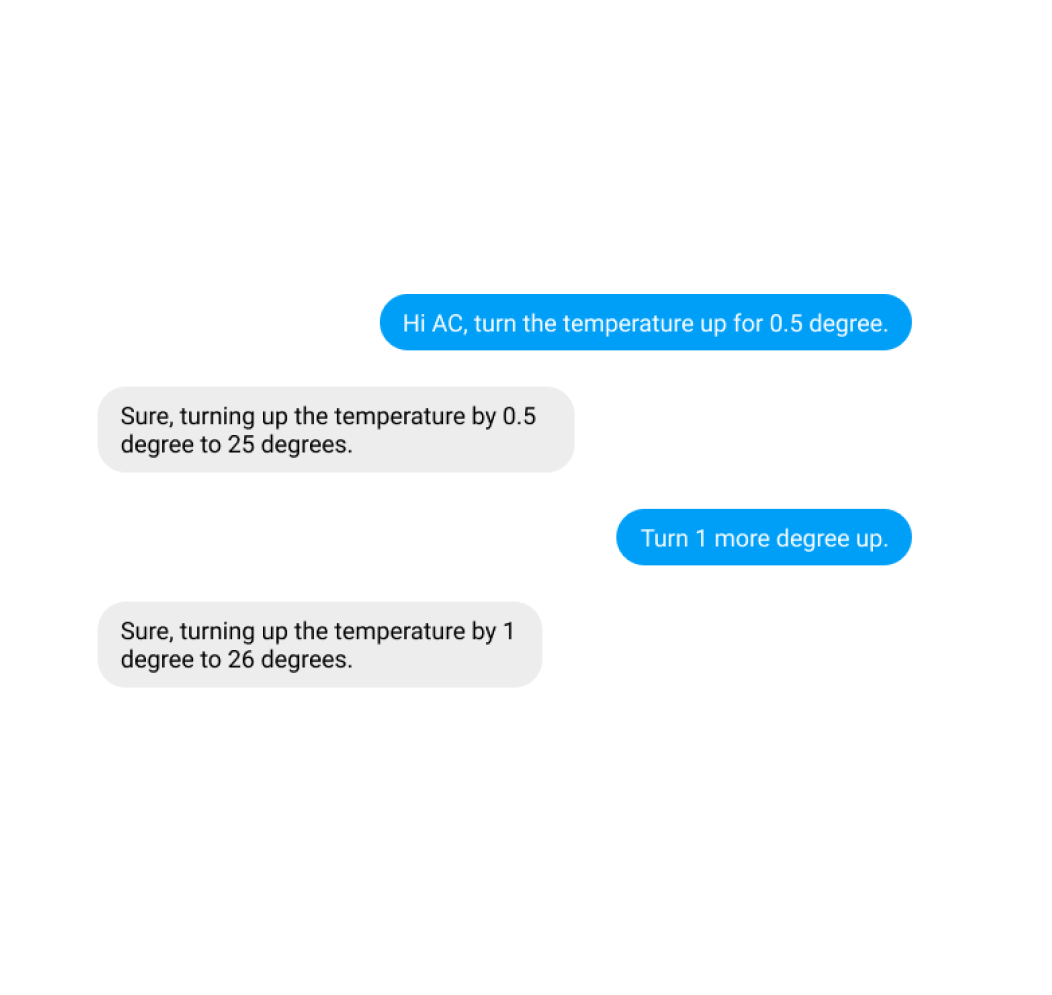 Hi AC, turn the temperature up for 0.5 degree.
Sure, turning up the temperature by 0.5
degree to 25 degrees.
Turn 1 more degree up.
Sure, turning up the temperature by 1
degree to 26 degrees.